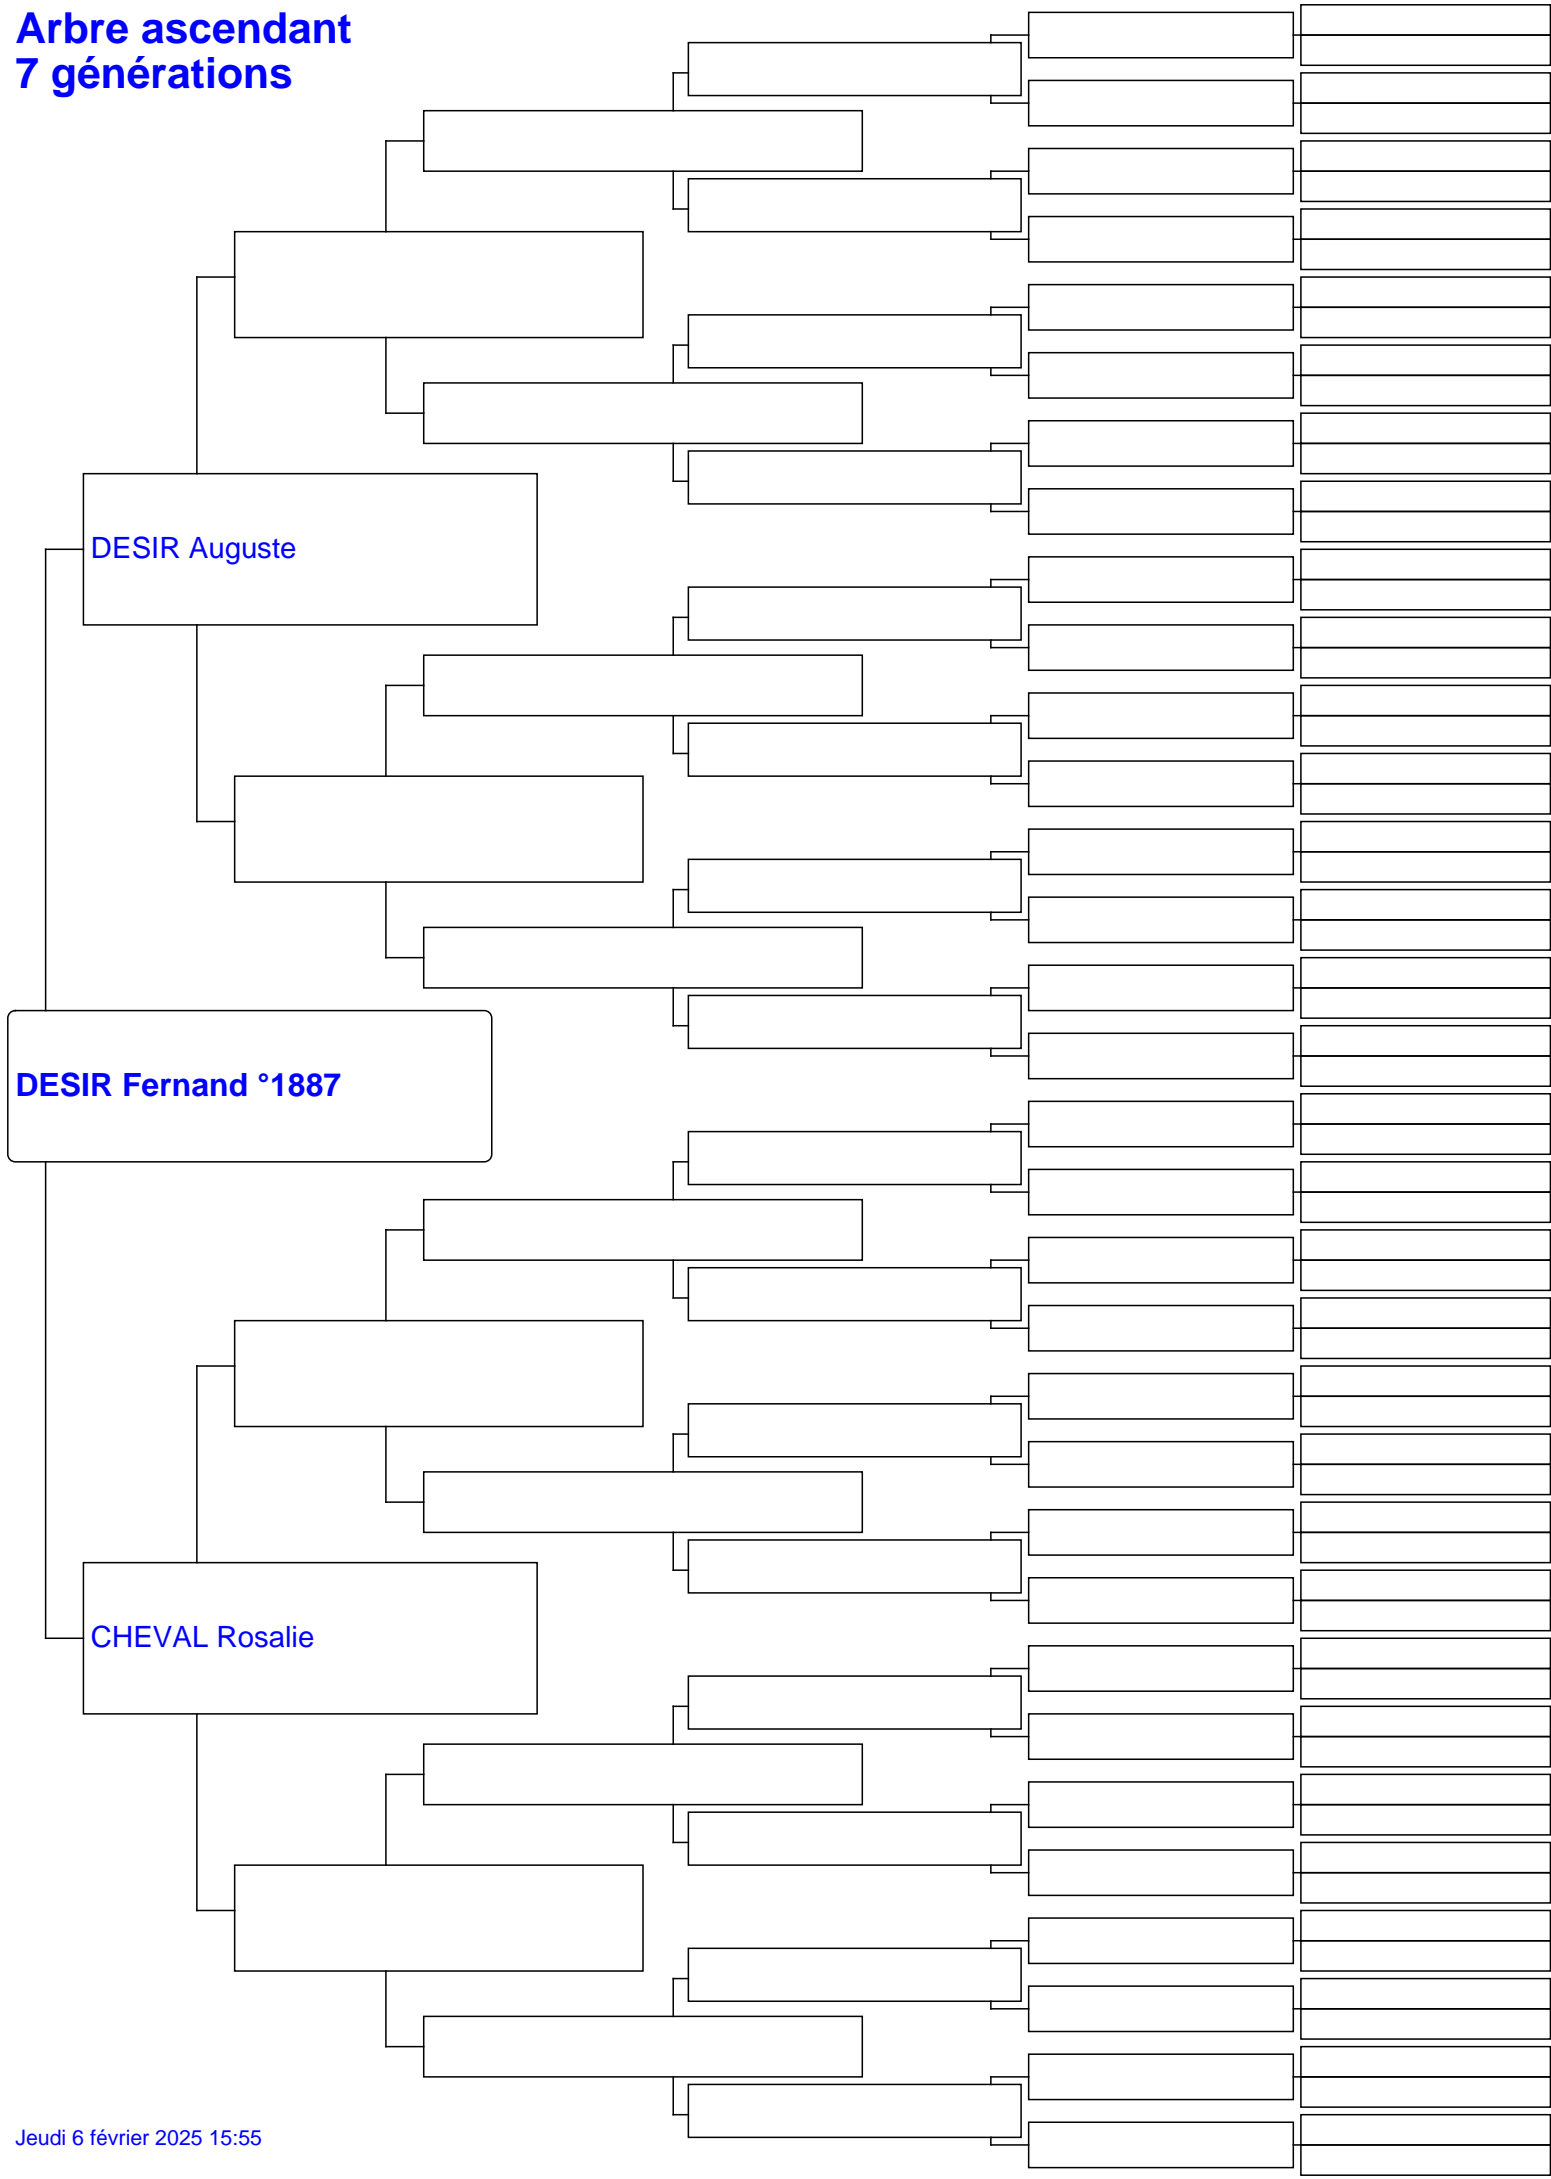 Arbre ascendant
7 générations
DESIR Auguste
DESIR Fernand °1887
CHEVAL Rosalie
Jeudi 6 février 2025 15:55